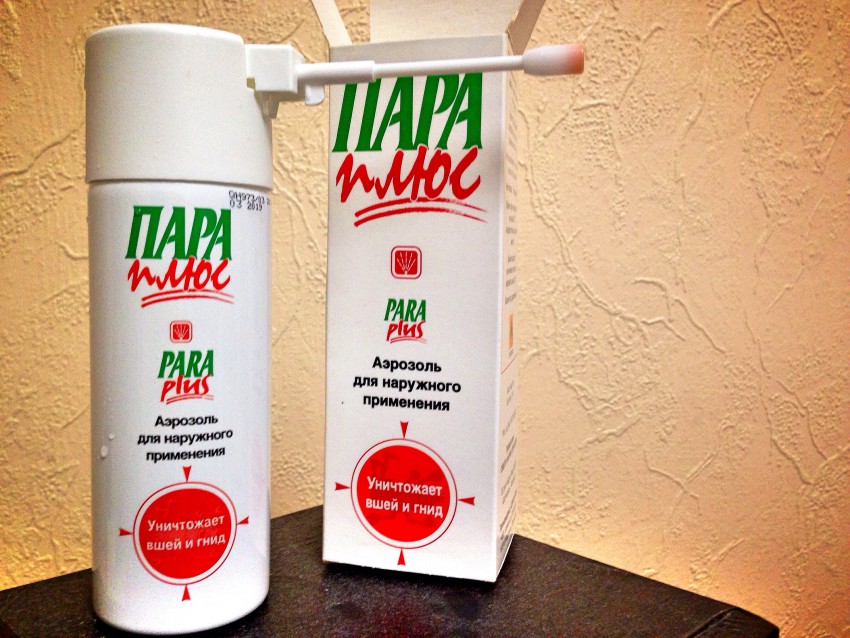 ПАРА
плюс
PARA
plus
Аэрозоль
для наружного
применения
Уничтожает
вшей и гнид
ПАРА
плюс
PARA
plus
Аэрозоль
для наружного
применения
Уничтожает
вшей и гнид